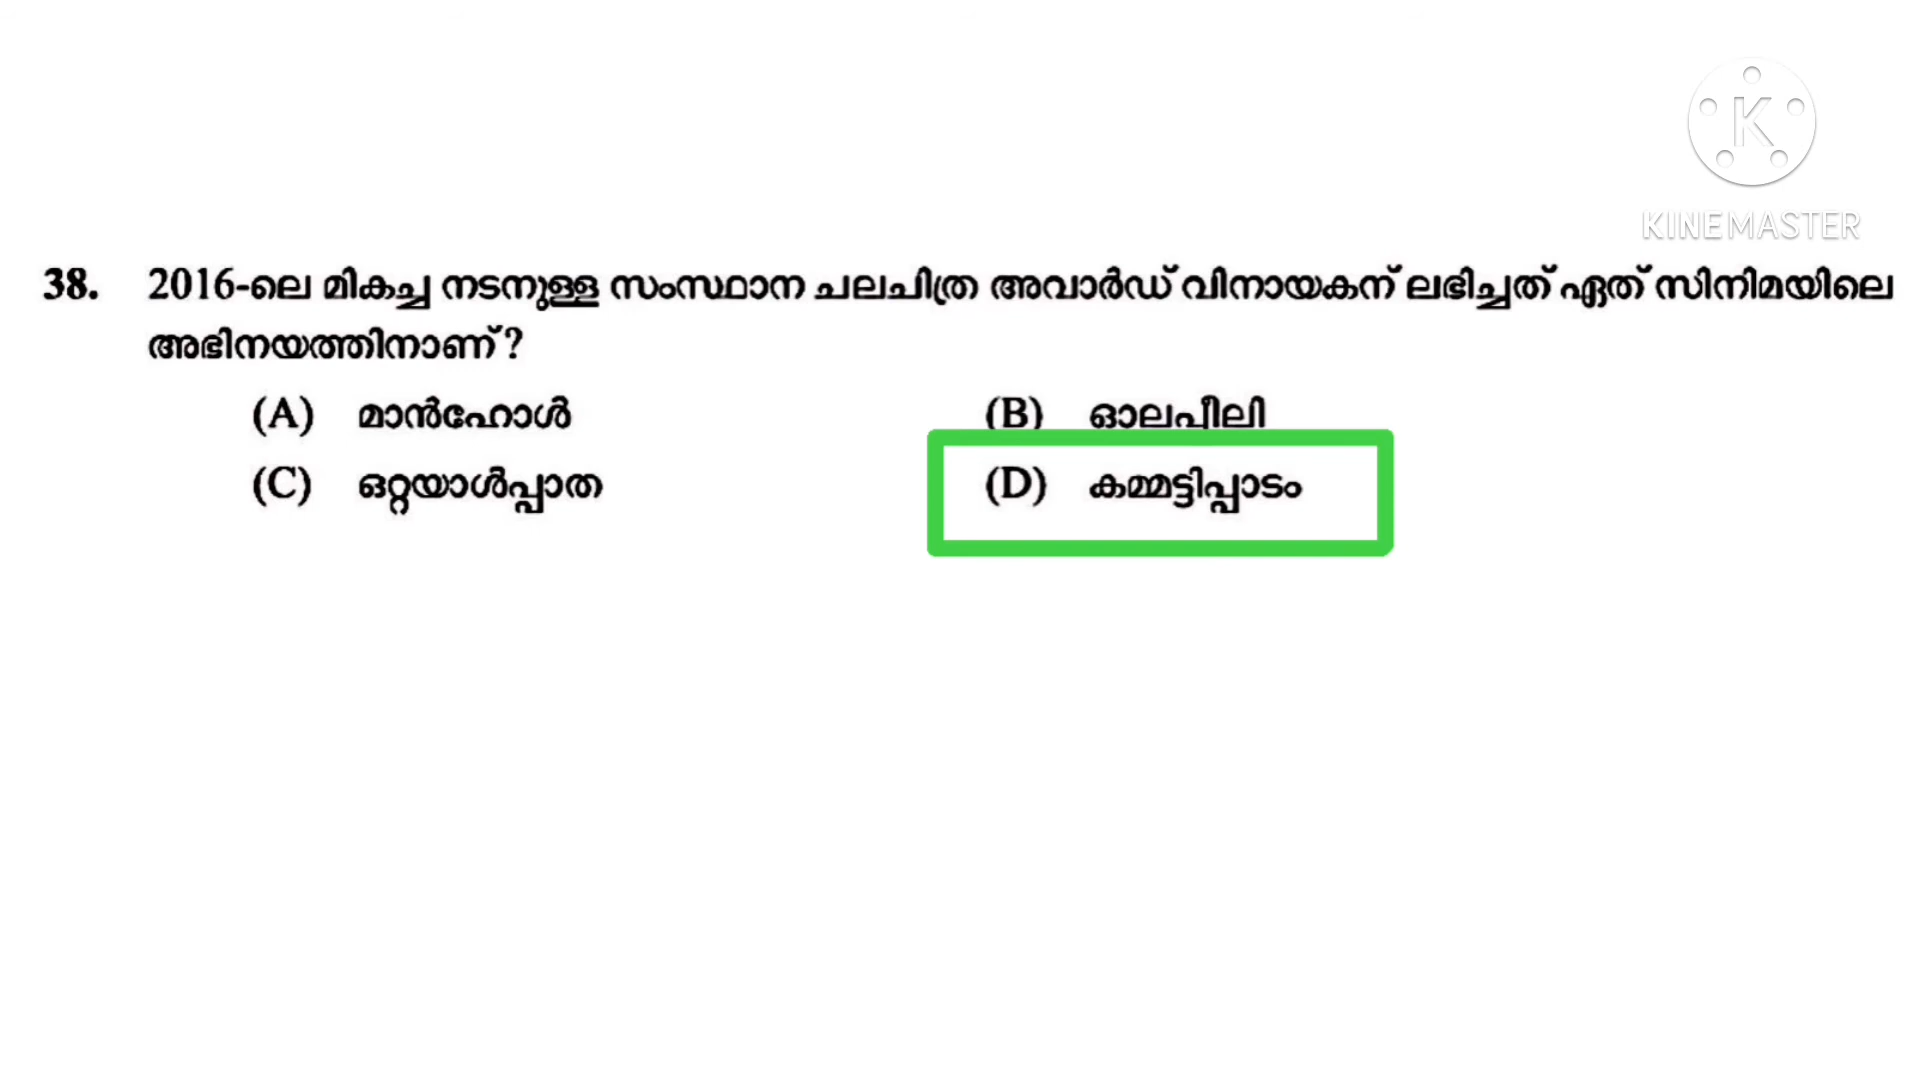 K
KINEMASTER
38. 2016-ലെ മികച്ച നടനുള്ള സംസ്ഥാന ചലചിത്ര അവാർഡ് വിനായകന് ലഭിച്ചത് ഏത് സിനിമയിലെ
അഭിനയത്തിനാണ് ?
(A) മാൻഹോൾ (B) ഓലപീലി
(C) ഒറ്റയാൾപ്പാത (D) കമ്മട്ടിപ്പാടം